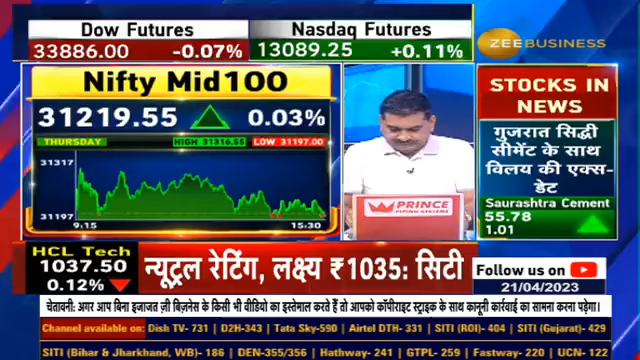 Dow Futures
33886.00 -0.07%
Nasdaq Futures
13089.25 +0.11%
ZEE BUSINESS
Nifty Mid 100
31219.55 0.03%
THURSDAY HIGH 31316.55 LOW 31197.00
31317
31197
9:15 15:30
PRINCE
PIPING SYSTEMS
STOCKS IN
NEWS
गुजरात सिद्धी
सीमेंट के साथ
विलय की एक्स-
डेट
Saurashtra Cement
55.78
1.01
HCL Tech
1037.50
0.12%
न्यूट्रल रेटिंग, लक्ष्य ₹1035: सिटी
Follow us on
21/04/2023
चेतावनी: अगर आप बिना इजाजत ज़ी बिज़नेस के किसी भी वीडियो का इस्तेमाल करते हैं तो आपको कॉपीराइट स्ट्राइक के साथ कानूनी कार्रवाई का सामना करना पड़ेगा।
Channel available on: Dish TV- 731 | D2H-343 | Tata Sky-590 | Airtel DTH- 331 | SITI (ROI)- 404 | SITI (Gujarat)- 429
SITI (Bihar & Jharkhand, WB)- 186 | DEN-355/356 | Hathway-241 | GTPL-259 | Fastway-220 | UCN-122